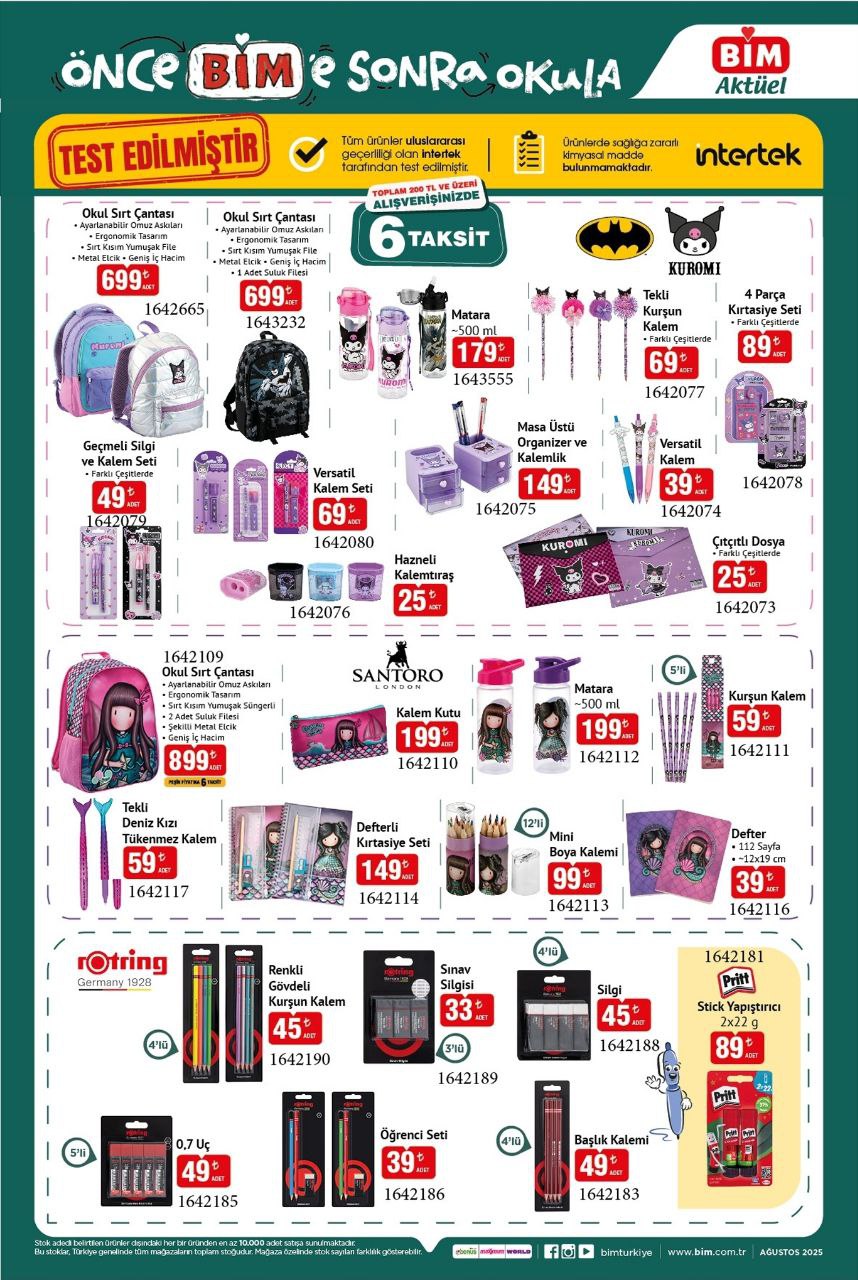 ÖNCE BİM'e SONRA OKULA
BİM
Aktüel
TEST EDİLMİŞTİR
Tüm ürünler uluslararası
geçerliliği olan intertek
tarafından test edilmiştir.
Ürünlerde sağlığa zararlı
kimyasal madde
bulunmamaktadır.
intertek
TOPLAM 200 TL VE ÜZERİ
ALIŞVERİŞİNİZDE
6 TAKSİT
Okul Sırt Çantası
• Ayarlanabilir Omuz Askıları
• Ergonomik Tasarım
• Sırt Kısım Yumuşak File
• Metal Elcik • Geniş İç Hacim
699₺ ADET
1642665
Okul Sırt Çantası
• Ayarlanabilir Omuz Askıları
• Ergonomik Tasarım
• Sırt Kısım Yumuşak File
• Metal Elcik • Geniş İç Hacim
• 1 Adet Suluk Filesi
699₺ ADET
1643232
Matara
~500 ml
179₺ ADET
1643555
KUROMI
Tekli
Kurşun
Kalem
• Farklı Çeşitlerde
69₺ ADET
1642077
4 Parça
Kırtasiye Seti
• Farklı Çeşitlerde
89₺ ADET
1642078
Geçmeli Silgi
ve Kalem Seti
• Farklı Çeşitlerde
49₺ ADET
1642079
Versatil
Kalem Seti
69₺ ADET
1642080
Masa Üstü
Organizer ve
Kalemlik
149₺ ADET
1642075
Versatil
Kalem
39₺ ADET
1642074
Hazneli
Kalemtıraş
25₺ ADET
1642076
KUROMI
KUROMI
Çıtçıtlı Dosya
• Farklı Çeşitlerde
25₺ ADET
1642073
1642109
Okul Sırt Çantası
• Ayarlanabilir Omuz Askıları
• Ergonomik Tasarım
• Sırt Kısım Yumuşak Süngerli
• 2 Adet Suluk Filesi
• Şekilli Metal Elcik
• Geniş İç Hacim
899₺ ADET
PEŞİN FİYATINA 6 TAKSİT
SANTORO
LONDON
Kalem Kutu
199₺ ADET
1642110
Matara
~500 ml
199₺ ADET
1642112
5'li
Kurşun Kalem
59₺ ADET
1642111
Tekli
Deniz Kızı
Tükenmez Kalem
59₺ ADET
1642117
Defterli
Kırtasiye Seti
149₺ ADET
1642114
12'li
Mini
Boya Kalemi
99₺ ADET
1642113
Defter
• 112 Sayfa
• ~12x19 cm
39₺ ADET
1642116
rotring
Germany 1928
4'lü
Renkli
Gövdeli
Kurşun Kalem
45₺ ADET
1642190
Sınav
Silgisi
33₺ ADET
3'lü
1642189
4'lü
Silgi
45₺ ADET
1642188
1642181
Pritt
Stick Yapıştırıcı
2x22 g
89₺ ADET
5'li
0,7 Uç
49₺ ADET
1642185
Öğrenci Seti
39₺ ADET
1642186
4'lü
Başlık Kalemi
49₺ ADET
1642183
Pritt
Stok adedi belirtilen ürünler dışındaki her bir üründen en az 10.000 adet satışa sunulmaktadır.
Bu stoklar, Türkiye genelinde tüm mağazaların toplam stoğudur. Mağaza özelinde stok sayıları farklılık gösterebilir.
bonus maximum WORLD
bimturkiye
www.bim.com.tr
AĞUSTOS 2025